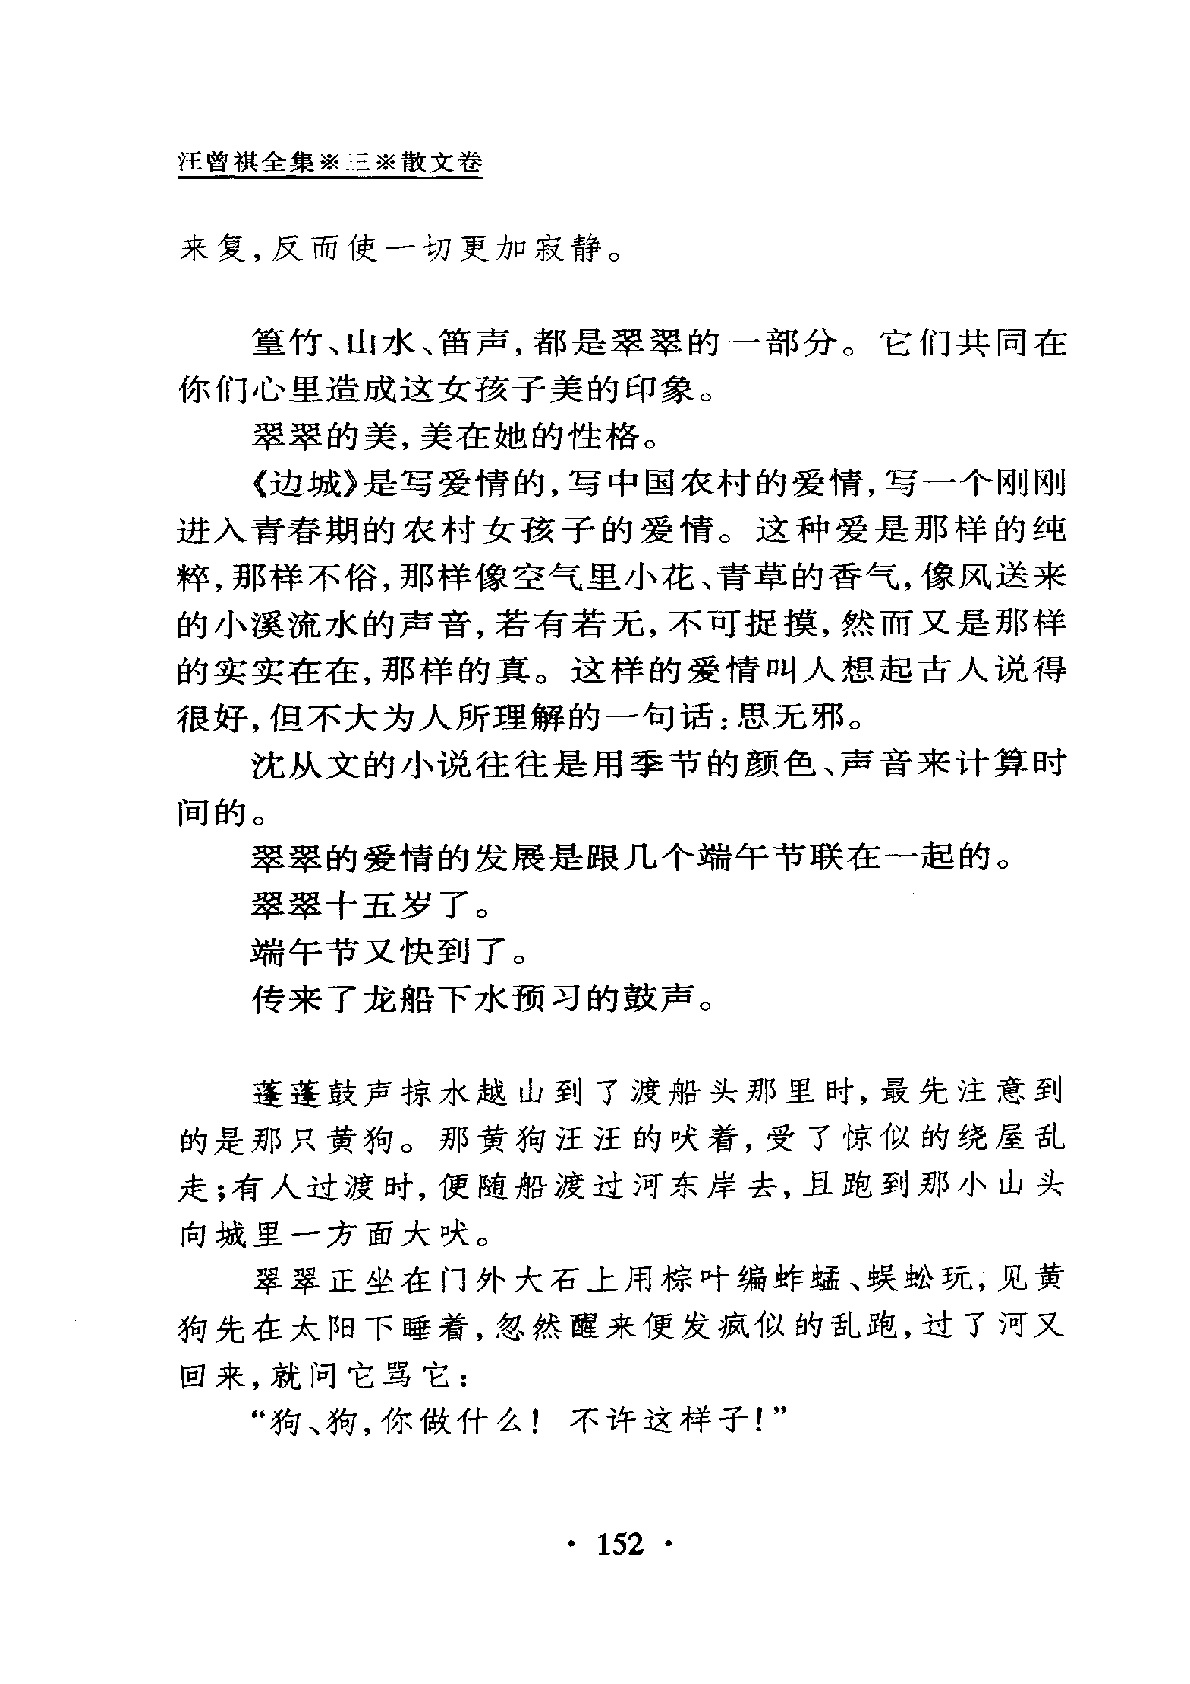 汪曾祺全集※三※散文卷
来复,反而使一切更加寂静。
篁竹、山水、笛声,都是翠翠的一部分。它们共同在
你们心里造成这女孩子美的印象。
翠翠的美,美在她的性格。
《边城》是写爱情的,写中国农村的爱情,写一个刚刚
进入青春期的农村女孩子的爱情。这种爱是那样的纯
粹,那样不俗,那样像空气里小花、青草的香气,像风送来
的小溪流水的声音,若有若无,不可捉摸,然而又是那样
的实实在在,那样的真。这样的爱情叫人想起古人说得
很好,但不大为人所理解的一句话:思无邪。
沈从文的小说往往是用季节的颜色、声音来计算时
间的。
翠翠的爱情的发展是跟几个端午节联在一起的。
翠翠十五岁了。
端午节又快到了。
传来了龙船下水预习的鼓声。
蓬蓬鼓声掠水越山到了渡船头那里时,最先注意到
的是那只黄狗。那黄狗汪汪的吠着,受了惊似的绕屋乱
走;有人过渡时,便随船渡过河东岸去,且跑到那小山头
向城里一方面大吠。
翠翠正坐在门外大石上用棕叶编蚱蜢、蜈蚣玩,见黄
狗先在太阳下睡着,忽然醒来便发疯似的乱跑,过了河又
回来,就问它骂它:
“狗、狗,你做什么! 不许这样子!”
· 152 ·